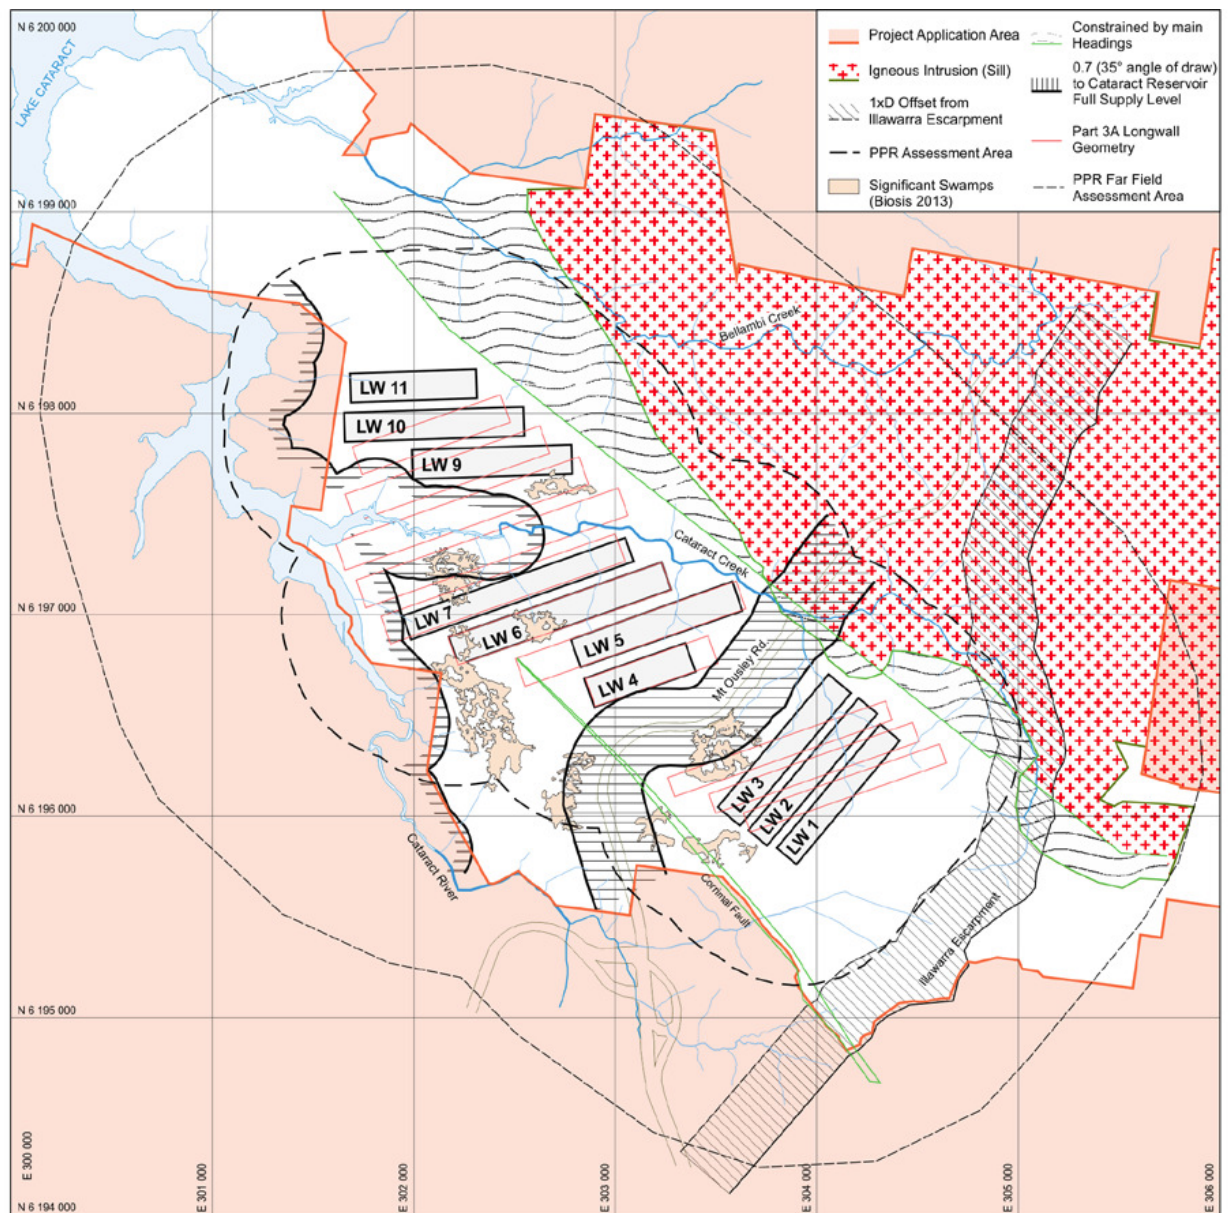 N 6 200 000
LAKE CATARACT
Project Application Area
Igneous Intrusion (Sill)
1xD Offset from
Illawarra Escarpment
PPR Assessment Area
Significant Swamps
(Biosis 2013)
Constrained by main
Headings
0.7 (35° angle of draw)
to Cataract Reservoir
Full Supply Level
Part 3A Longwall
Geometry
PPR Far Field
Assessment Area
N 6 199 000
Bellambi Creek
LW 11
N 6 198 000
LW 10
LW 9
Cataract Creek
N 6 197 000
LW 7
LW 6
LW 5
LW 4
Mt Ousley Rd.
LW 3
LW 2
LW 1
N 6 196 000
Cataract River
Corrimal Fault
Illawarra Escarpment
N 6 195 000
E 300 000
E 301 000
E 302 000
E 303 000
E 304 000
E 305 000
E 306 000
N 6 194 000